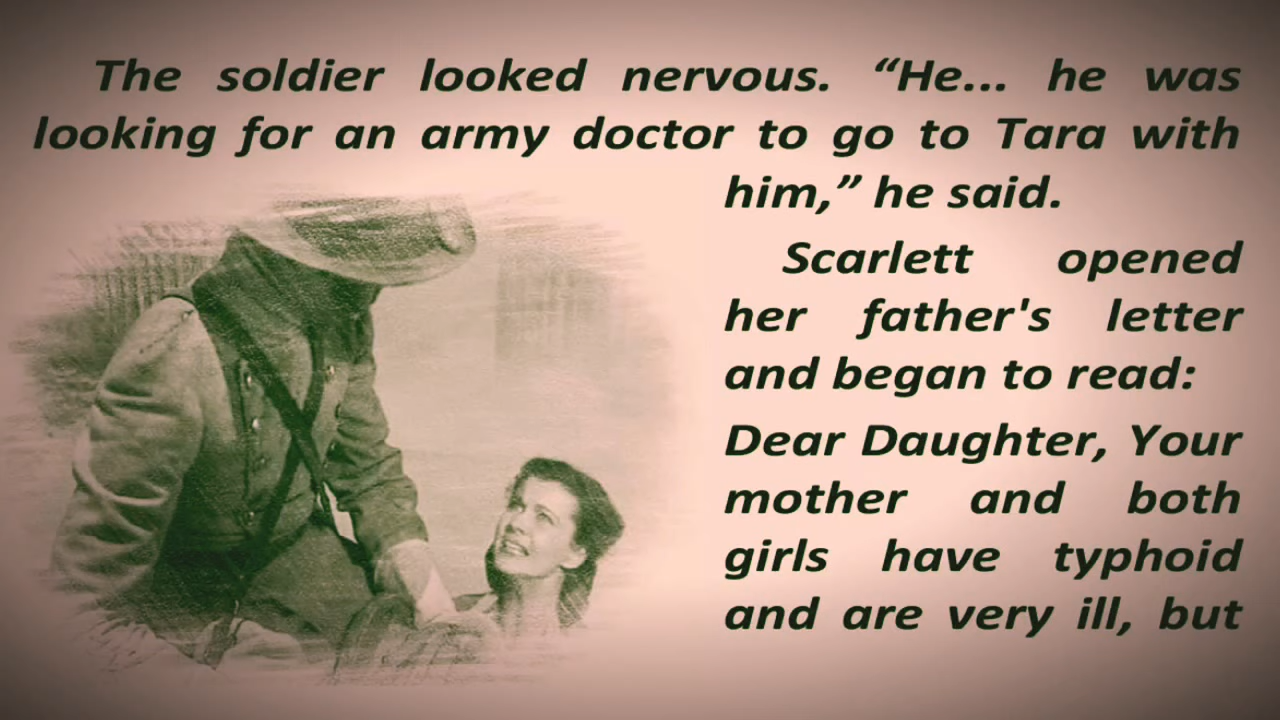 The soldier looked nervous. “He... he was
looking for an army doctor to go to Tara with
him,” he said.
Scarlett opened
her father's letter
and began to read:
Dear Daughter, Your
mother and both
girls have typhoid
and are very ill, but